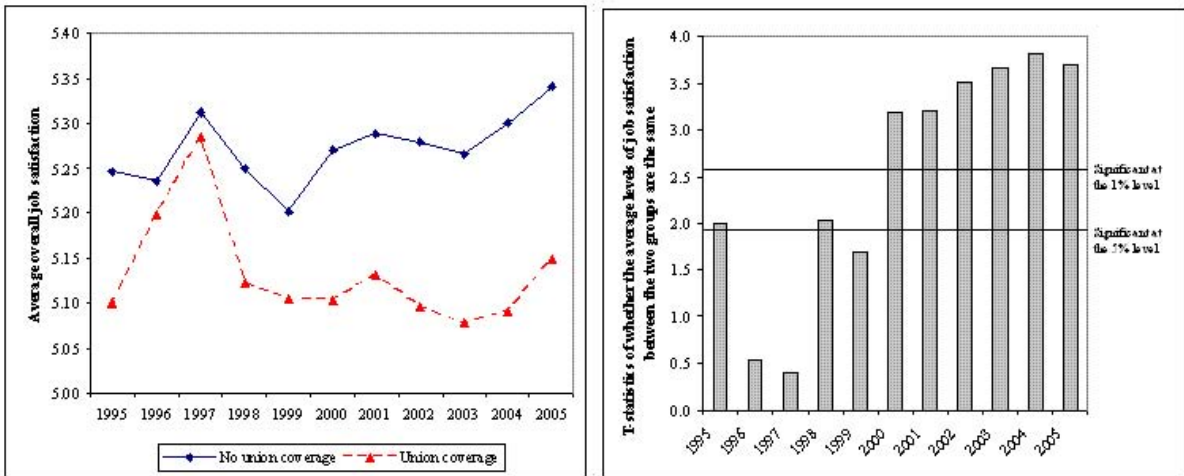 5.40
5.35
5.30
5.25
5.20
5.15
5.10
5.05
5.00
Average overall job satisfaction
1995 1996 1997 1998 1999 2000 2001 2002 2003 2004 2005
No union coverage Union coverage
4.0
3.5
3.0
2.5
2.0
1.5
1.0
0.5
0.0
T-statistics of whether the average levels of job satisfaction
between the two groups are the same
Significant at
the 1% level
Significant at
the 5% level
1995 1996 1997 1998 1999 2000 2001 2002 2003 2004 2005